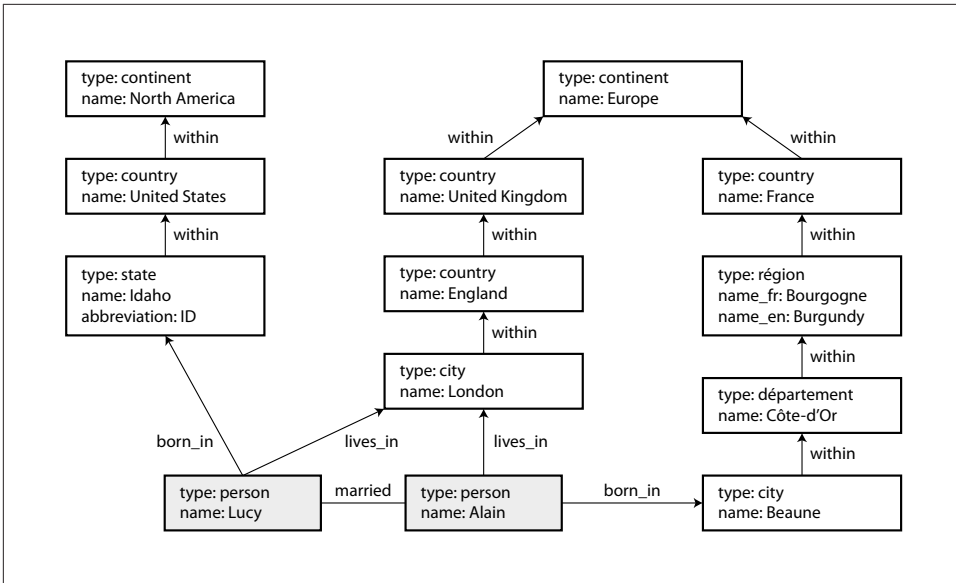 type: continent
name: North America
type: continent
name: Europe
within
within
within
type: country
name: United States
type: country
name: United Kingdom
type: country
name: France
within
within
within
type: state
name: Idaho
abbreviation: ID
type: country
name: England
type: région
name_fr: Bourgogne
name_en: Burgundy
within
within
type: city
name: London
type: département
name: Côte-d’Or
born_in
lives_in
lives_in
within
type: person
name: Lucy
married
type: person
name: Alain
born_in
type: city
name: Beaune